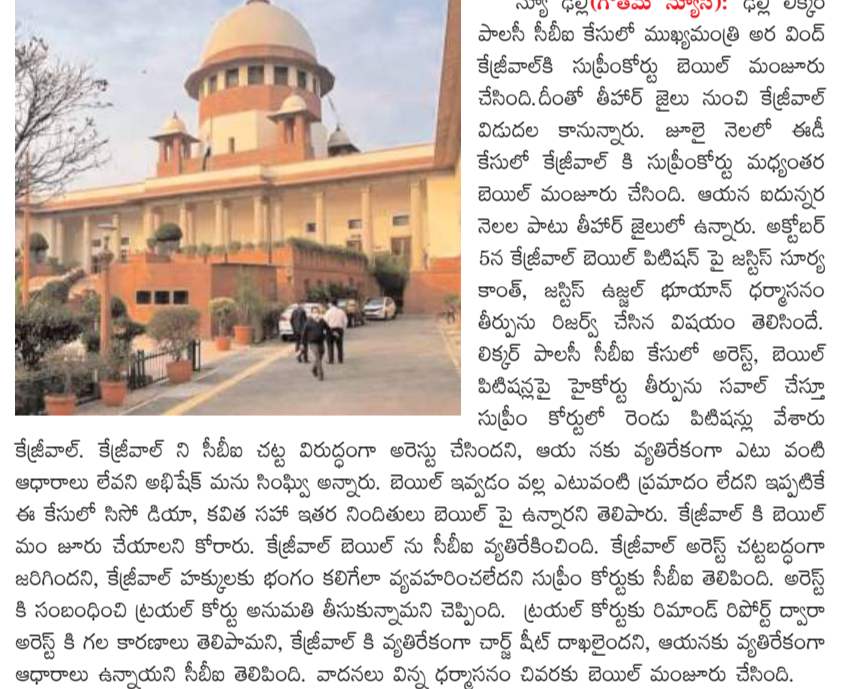 న్యూ ఢిల్లీ(గౌతమ్ న్యూస్): ఢిల్లీ లిక్కర్
పాలసీ సీబీఐ కేసులో ముఖ్యమంత్రి అర వింద్
కేజ్రీవాల్‌కి సుప్రీంకోర్టు బెయిల్ మంజూరు
చేసింది.దీంతో తీహార్ జైలు నుంచి కేజ్రీవాల్
విడుదల కానున్నారు. జూలై నెలలో ఈడీ
కేసులో కేజ్రీవాల్ కి సుప్రీంకోర్టు మధ్యంతర
బెయిల్ మంజూరు చేసింది. ఆయన ఐదున్నర
నెలల పాటు తీహార్ జైలులో ఉన్నారు. అక్టోబర్
5న కేజ్రీవాల్ బెయిల్ పిటిషన్ పై జస్టిస్ సూర్య
కాంత్, జస్టిస్ ఉజ్జల్ భూయాన్ ధర్మాసనం
తీర్పును రిజర్వ్ చేసిన విషయం తెలిసిందే.
లిక్కర్ పాలసీ సీబీఐ కేసులో అరెస్ట్, బెయిల్
పిటిషన్లపై హైకోర్టు తీర్పును సవాల్ చేస్తూ
సుప్రీం కోర్టులో రెండు పిటిషన్లు వేశారు
కేజ్రీవాల్. కేజ్రీవాల్ ని సీబీఐ చట్ట విరుద్ధంగా అరెస్టు చేసిందని, ఆయ నకు వ్యతిరేకంగా ఎటు వంటి
ఆధారాలు లేవని అభిషేక్ మను సింఘ్వి అన్నారు. బెయిల్ ఇవ్వడం వల్ల ఎటువంటి ప్రమాదం లేదని ఇప్పటికే
ఈ కేసులో సిసో డియా, కవిత సహా ఇతర నిందితులు బెయిల్ పై ఉన్నారని తెలిపారు. కేజ్రీవాల్ కి బెయిల్
మం జూరు చేయాలని కోరారు. కేజ్రీవాల్ బెయిల్ ను సీబీఐ వ్యతిరేకించింది. కేజ్రీవాల్ అరెస్ట్ చట్టబద్ధంగా
జరిగిందని, కేజ్రీవాల్ హక్కులకు భంగం కలిగేలా వ్యవహరించలేదని సుప్రీం కోర్టుకు సీబీఐ తెలిపింది. అరెస్ట్
కి సంబంధించి ట్రయల్ కోర్టు అనుమతి తీసుకున్నామని చెప్పింది. ట్రయల్ కోర్టుకు రిమాండ్ రిపోర్ట్ ద్వారా
అరెస్ట్ కి గల కారణాలు తెలిపామని, కేజ్రీవాల్ కి వ్యతిరేకంగా చార్జ్ షీట్ దాఖలైందని, ఆయనకు వ్యతిరేకంగా
ఆధారాలు ఉన్నాయని సీబీఐ తెలిపింది. వాదనలు విన్న ధర్మాసనం చివరకు బెయిల్ మంజూరు చేసింది.